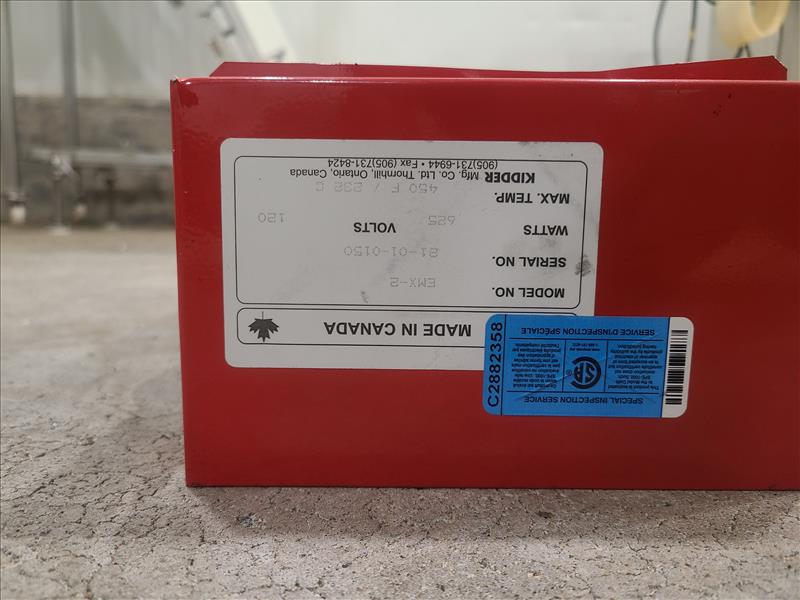 MADE IN CANADA
MODEL NO. EMX-2
SERIAL NO. 21-01-0150
WATTS 625 VOLTS 120
MAX. TEMP. 450 F / 232 C
KIDDER Mfg. Co. Ltd. Thornhill, Ontario, Canada
(905)731-6944 • Fax (905)731-8424
C2882358
SPECIAL INSPECTION SERVICE
SERVICE D'INSPECTION SPÉCIALE